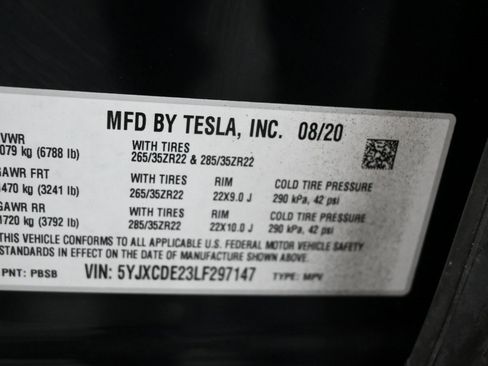 MFD BY TESLA, INC. 08/20
VWR WITH TIRES
079 kg (6788 lb) 265/35ZR22 & 285/35ZR22
GAWR FRT WITH TIRES RIM COLD TIRE PRESSURE
1470 kg (3241 lb) 265/35ZR22 22X9.0 J 290 kPa, 42 psi
GAWR RR WITH TIRES RIM COLD TIRE PRESSURE
1720 kg (3792 lb) 285/35ZR22 22X10.0 J 290 kPa, 42 psi
THIS VEHICLE CONFORMS TO ALL APPLICABLE U.S. FEDERAL MOTOR VEHICLE SAFETY
STANDARDS IN EFFECT ON THE DATE OF MANUFACTURE SHOWN ABOVE.
PNT: PBSB VIN: 5YJXCDE23LF297147 TYPE: MPV